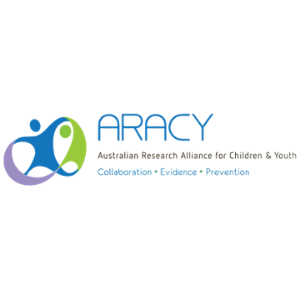 ARACY
Australian Research Alliance for Children & Youth
Collaboration • Evidence • Prevention